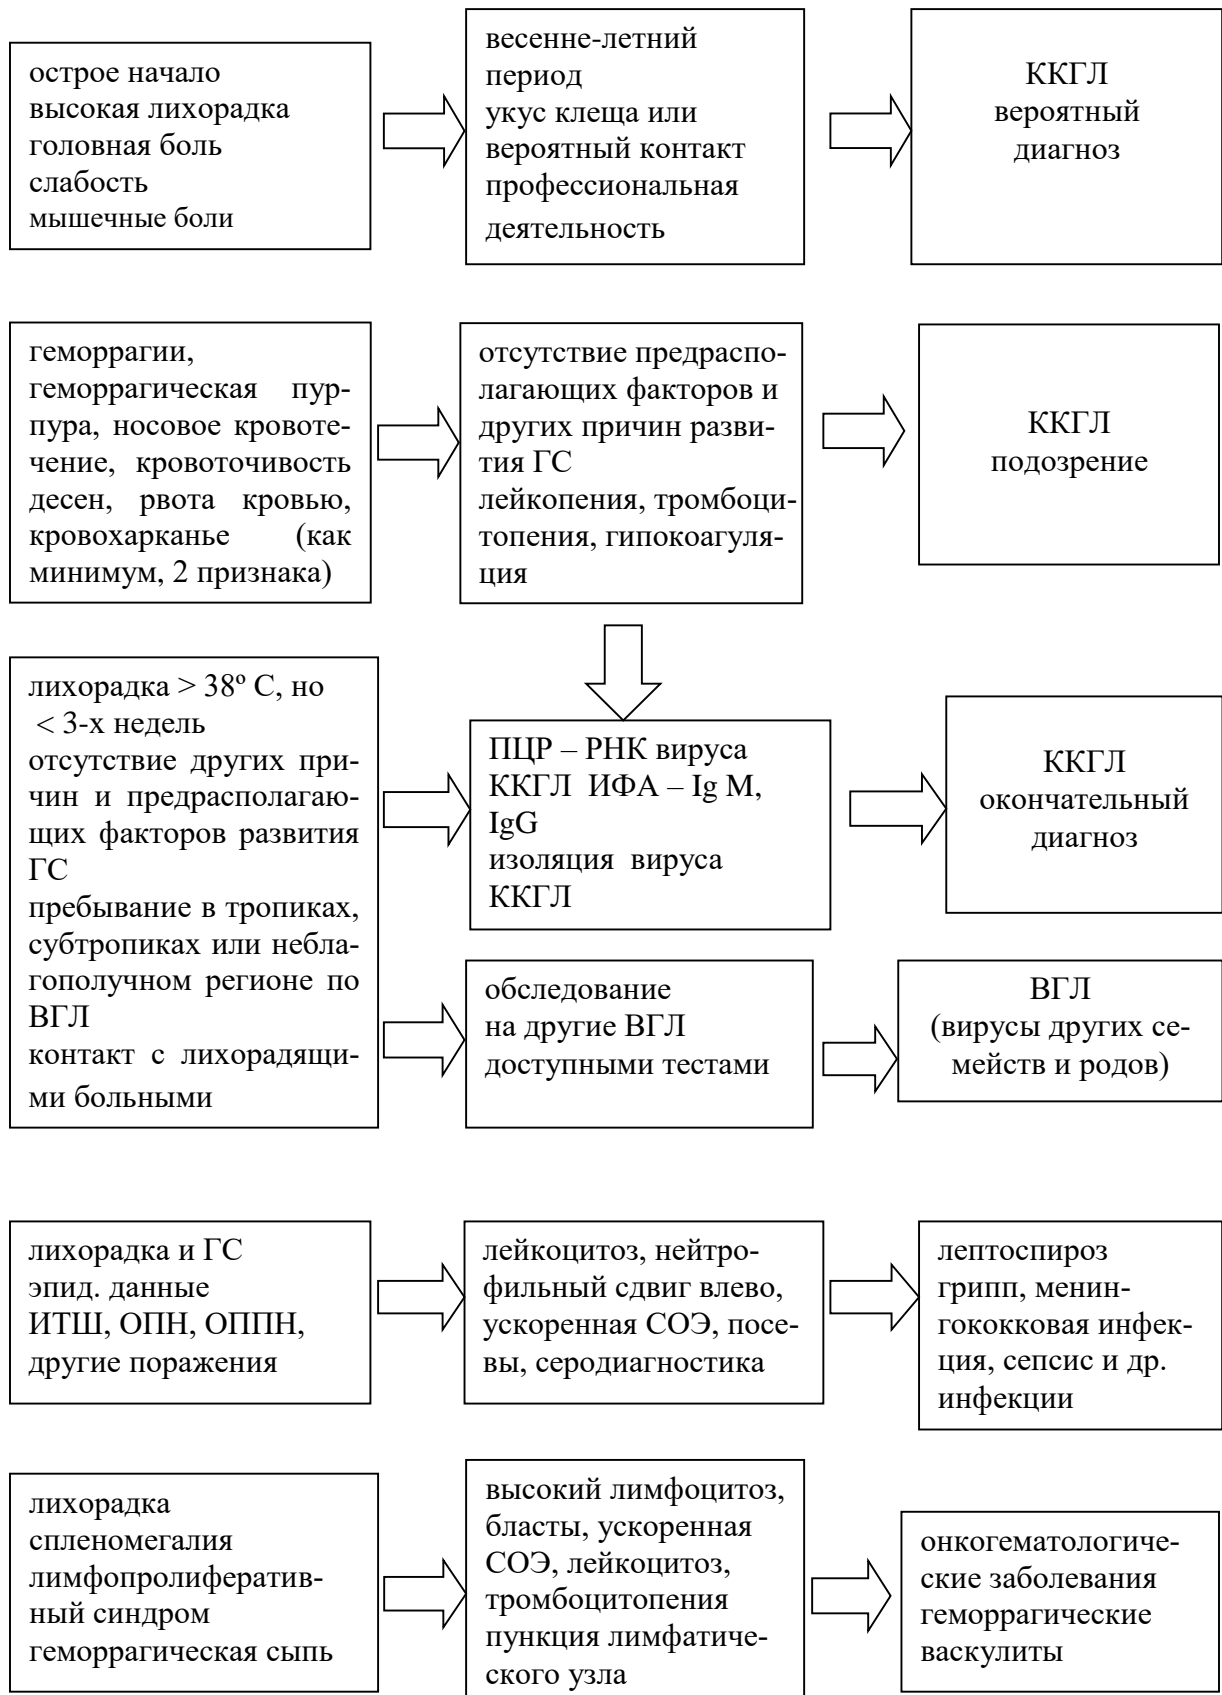 острое начало
высокая лихорадка
головная боль
слабость
мышечные боли
весенне-летний
период
укус клеща или
вероятный контакт
профессиональная
деятельность
ККГЛ
вероятный
диагноз
геморрагии,
геморрагическая пур-
пура, носовое кровоте-
чение, кровоточивость
десен, рвота кровью,
кровохарканье (как
минимум, 2 признака)
отсутствие предраспо-
лагающих факторов и
других причин разви-
тия ГС
лейкопения, тромбоци-
топения, гипокоагуля-
ция
ККГЛ
подозрение
лихорадка > 38º С, но
< 3-х недель
отсутствие других при-
чин и предрасполагаю-
щих факторов развития
ГС
пребывание в тропиках,
субтропиках или небла-
гополучном регионе по
ВГЛ
контакт с лихорадящи-
ми больными
ПЦР – РНК вируса
ККГЛ ИФА – Ig M,
IgG
изоляция вируса
ККГЛ
ККГЛ
окончательный
диагноз
обследование
на другие ВГЛ
доступными тестами
ВГЛ
(вирусы других се-
мейств и родов)
лихорадка и ГС
эпид. данные
ИТШ, ОПН, ОППН,
другие поражения
лейкоцитоз, нейтро-
фильный сдвиг влево,
ускоренная СОЭ, посе-
вы, серодиагностика
лептоспироз
грипп, менин-
гококковая инфек-
ция, сепсис и др.
инфекции
лихорадка
спленомегалия
лимфопролифератив-
ный синдром
геморрагическая сыпь
высокий лимфоцитоз,
бласты, ускоренная
СОЭ, лейкоцитоз,
тромбоцитопения
пункция лимфатиче-
ского узла
онкогематологиче-
ские заболевания
геморрагические
васкулиты